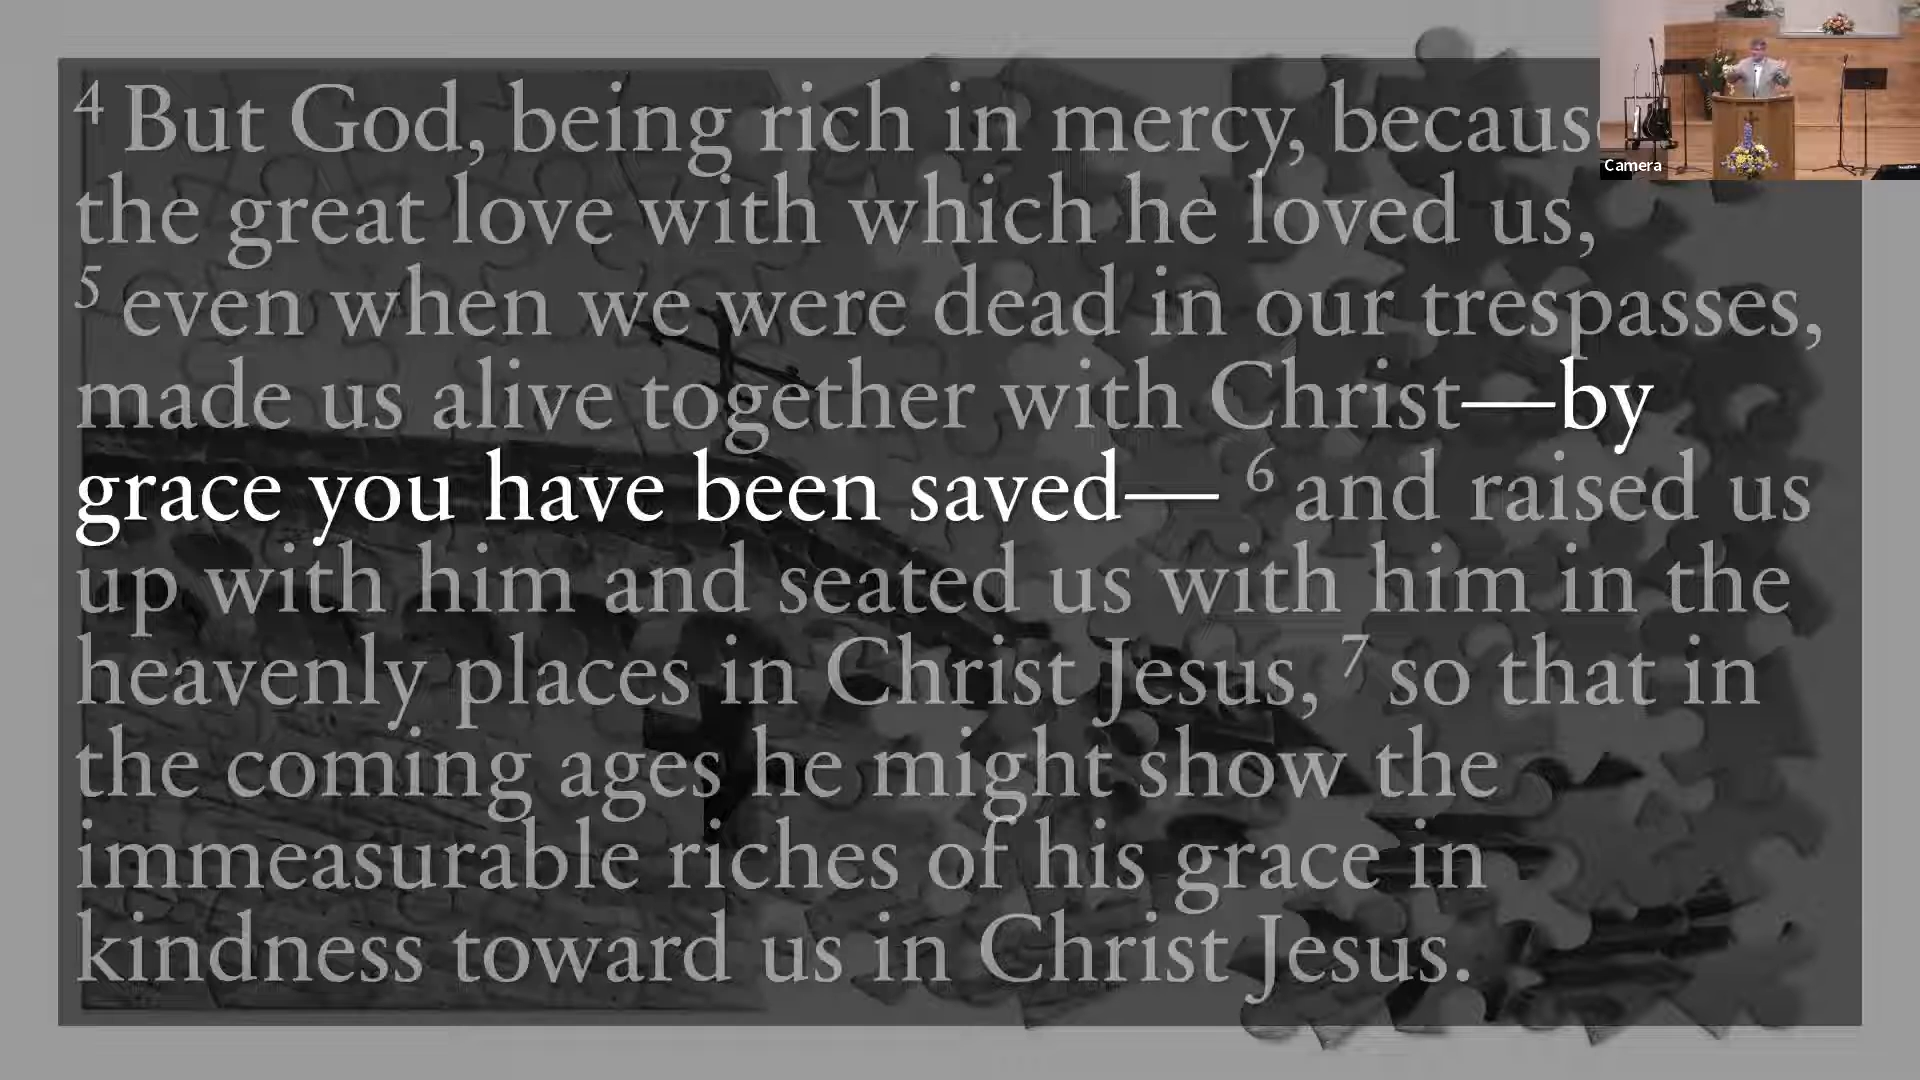 4 But God, being rich in mercy, becaus
the great love with which he loved us,
5 even when we were dead in our trespasses,
made us alive together with Christ—by
grace you have been saved— 6 and raised us
up with him and seated us with him in the
heavenly places in Christ Jesus, 7 so that in
the coming ages he might show the
immeasurable riches of his grace in
kindness toward us in Christ Jesus.
Camera